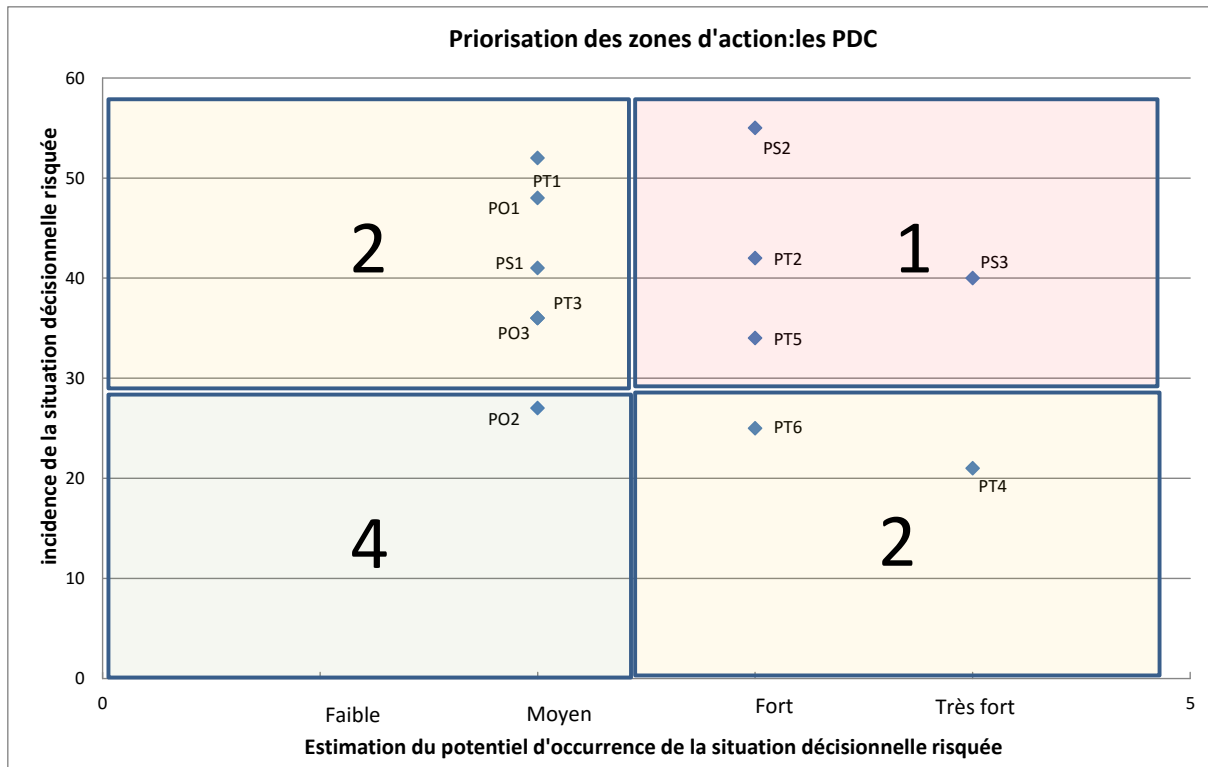 Priorisation des zones d'action:les PDC
incidence de la situation décisionnelle risquée
60
50
40
30
20
10
0
PS2
PT1
PO1
2
1
PS1
PT2
PS3
PT3
PO3
PT5
PO2
PT6
PT4
4
2
0
Faible
Moyen
Fort
Très fort
5
Estimation du potentiel d'occurrence de la situation décisionnelle risquée